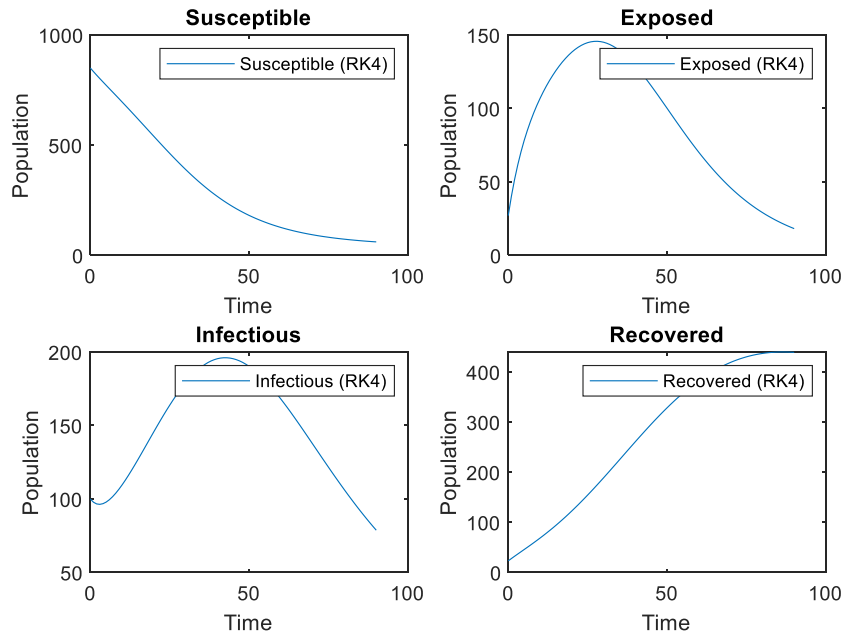 Susceptible
1000
500
0
Population
Susceptible (RK4)
0
50
100
Time
Exposed
150
100
50
0
Population
Exposed (RK4)
0
50
100
Time
Infectious
200
150
100
50
Population
Infectious (RK4)
0
50
100
Time
Recovered
400
300
200
100
0
Population
Recovered (RK4)
0
50
100
Time